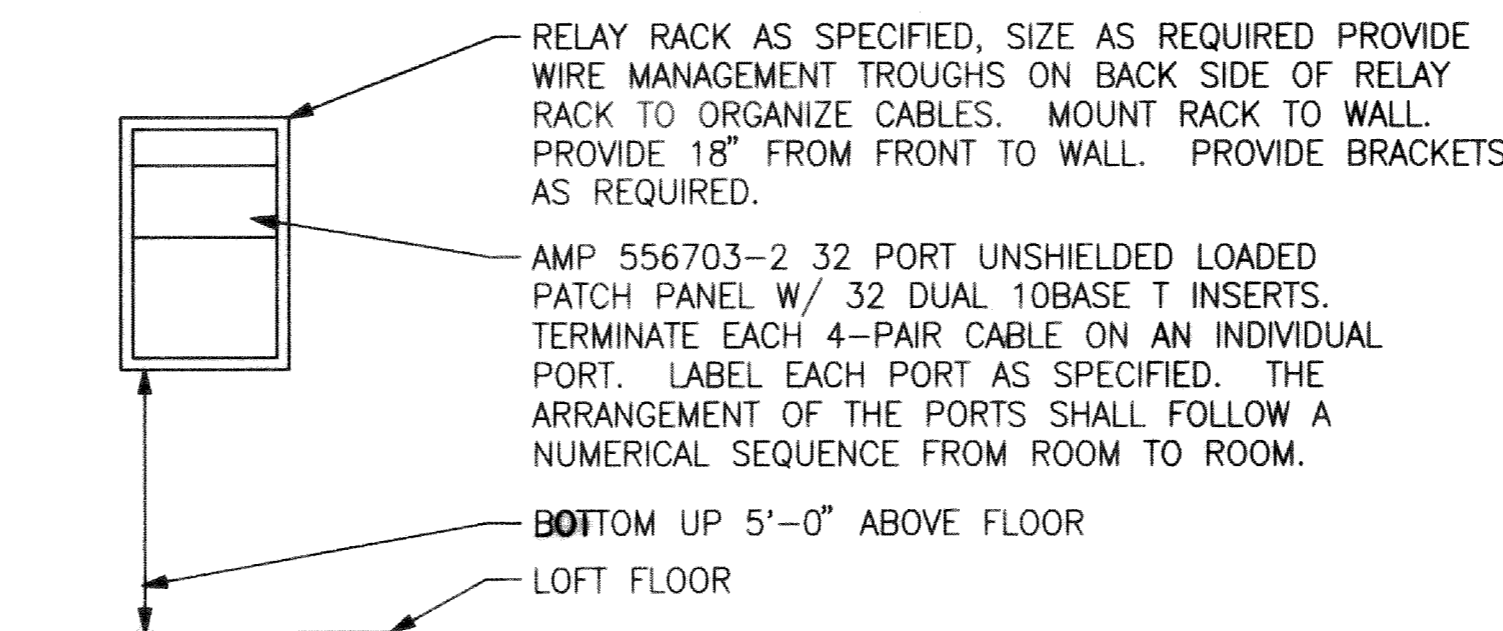 RELAY RACK AS SPECIFIED, SIZE AS REQUIRED PROVIDE
WIRE MANAGEMENT TROUGHS ON BACK SIDE OF RELAY
RACK TO ORGANIZE CABLES. MOUNT RACK TO WALL.
PROVIDE 18" FROM FRONT TO WALL. PROVIDE BRACKETS
AS REQUIRED.
AMP 556703-2 32 PORT UNSHIELDED LOADED
PATCH PANEL W/ 32 DUAL 10BASE T INSERTS.
TERMINATE EACH 4-PAIR CABLE ON AN INDIVIDUAL
PORT. LABEL EACH PORT AS SPECIFIED. THE
ARRANGEMENT OF THE PORTS SHALL FOLLOW A
NUMERICAL SEQUENCE FROM ROOM TO ROOM.
BOTTOM UP 5'-0" ABOVE FLOOR
LOFT FLOOR